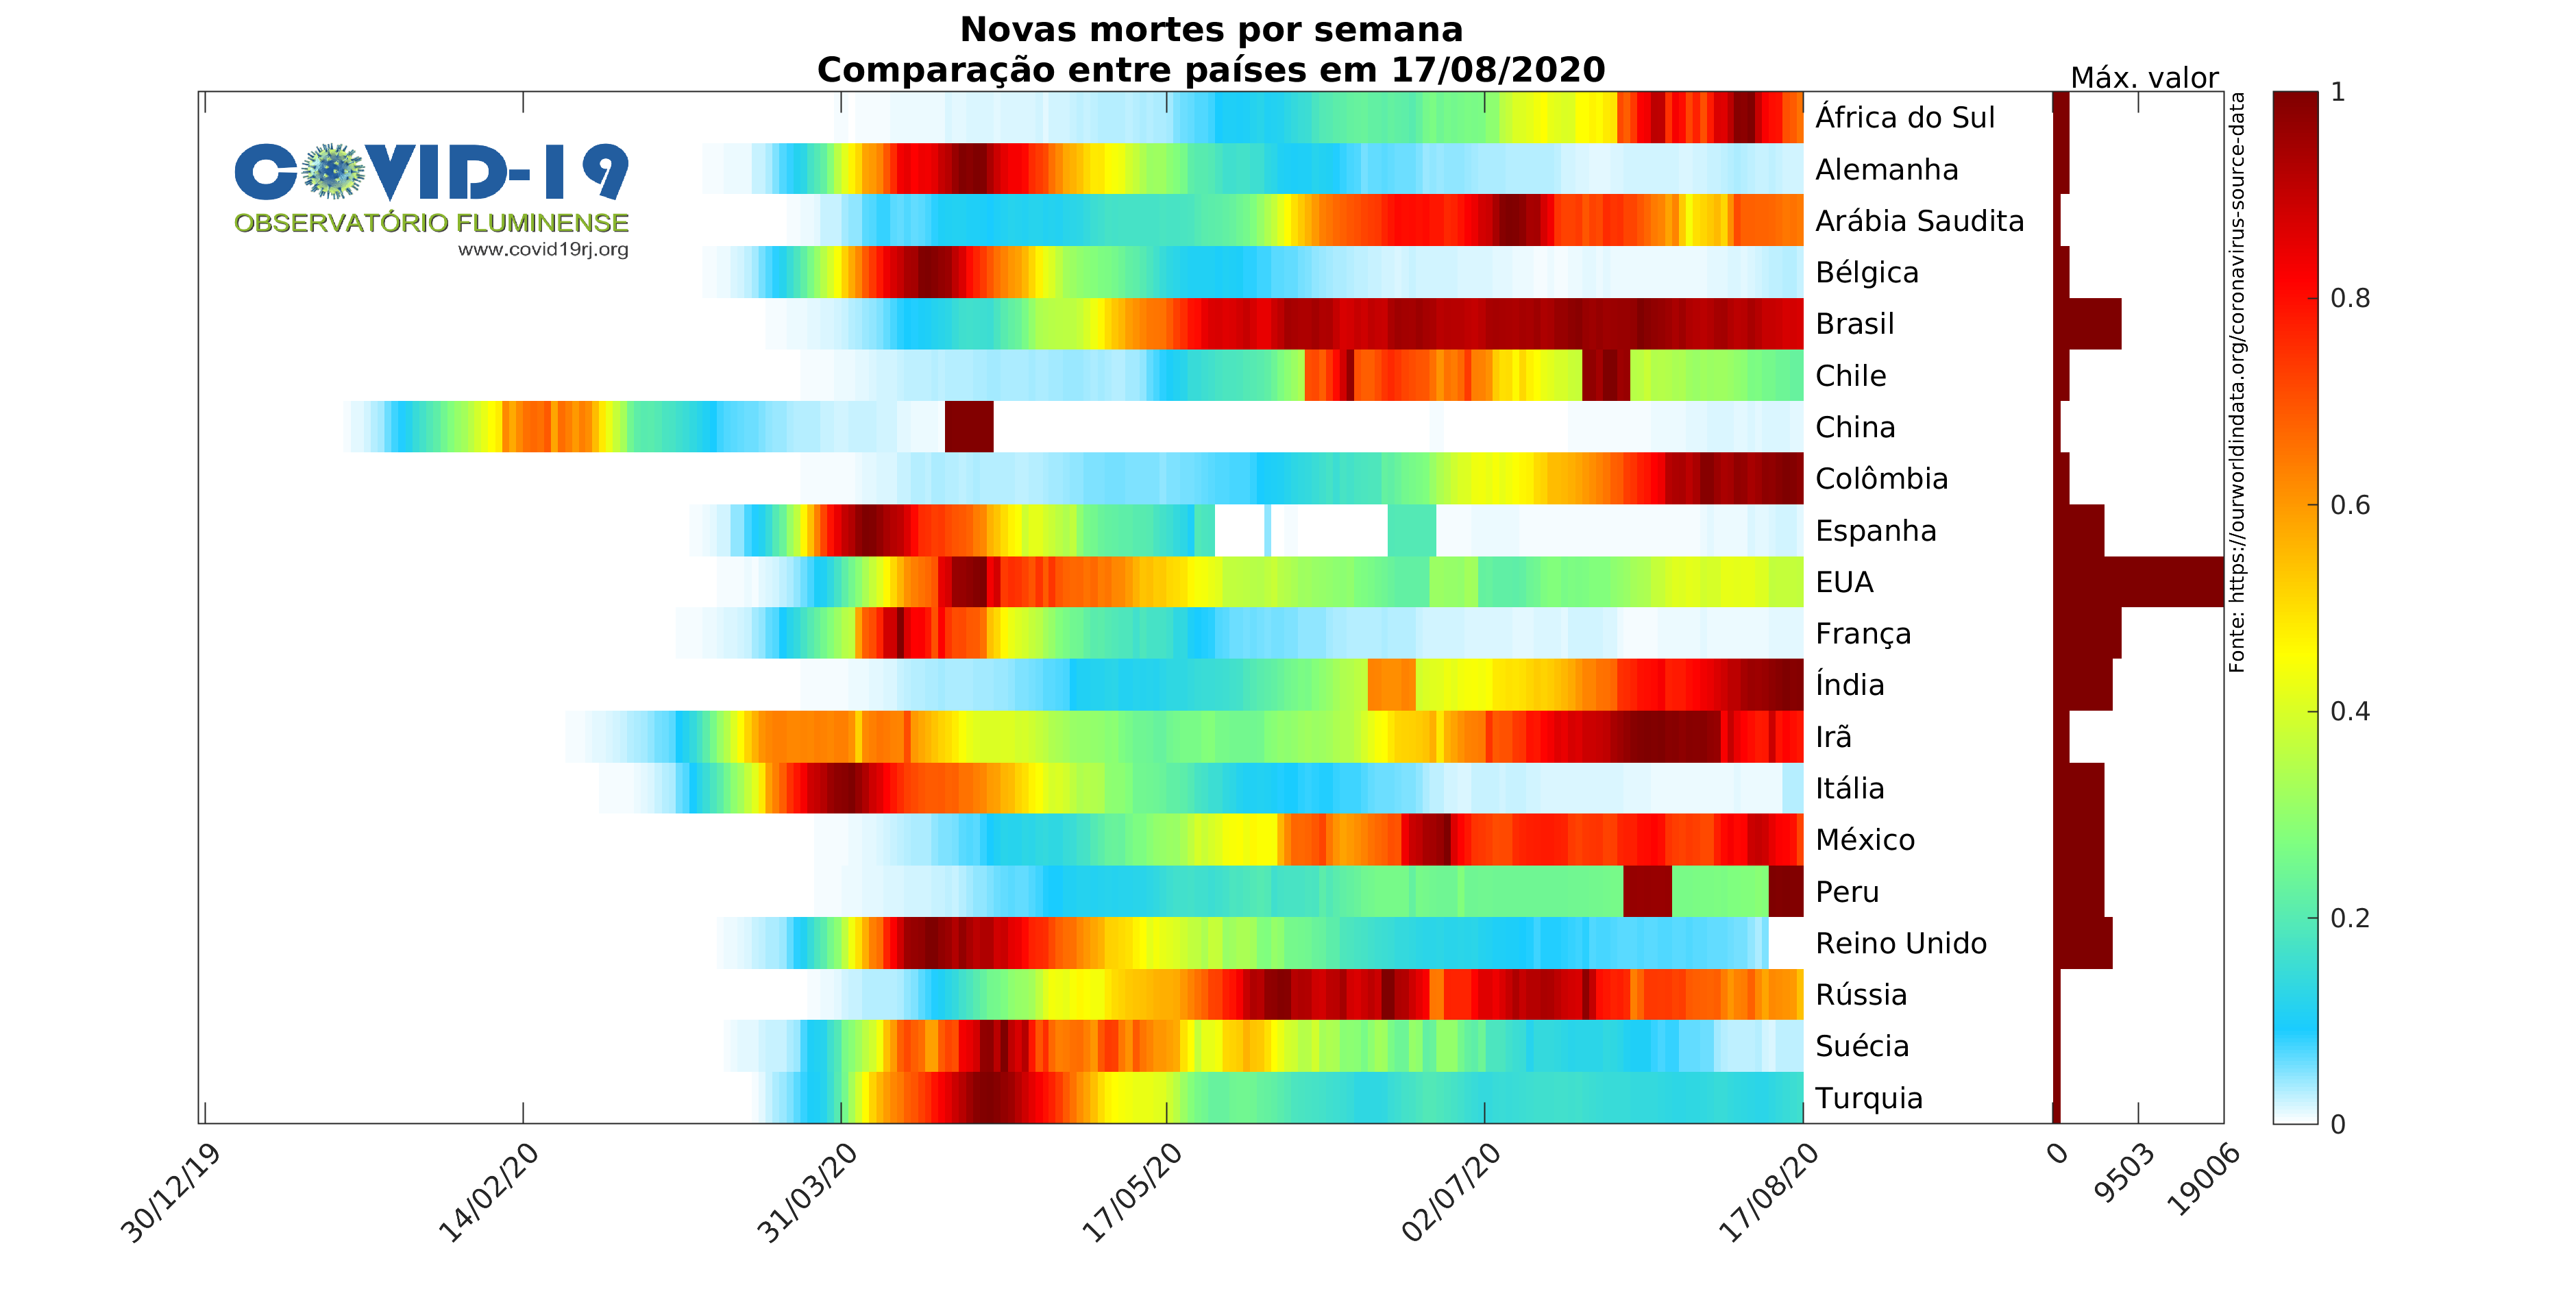 Novas mortes por semana
Comparação entre países em 17/08/2020
Máx. valor
COVID-19
OBSERVATÓRIO FLUMINENSE
www.covid19rj.org
África do Sul
Alemanha
Arábia Saudita
Bélgica
Brasil
Chile
China
Colômbia
Espanha
EUA
França
Índia
Irã
Itália
México
Peru
Reino Unido
Rússia
Suécia
Turquia
Fonte: https://ourworldindata.org/coronavirus-source-data
1
0.8
0.6
0.4
0.2
0
30/12/19
14/02/20
31/03/20
17/05/20
02/07/20
17/08/20
0
9503
19006